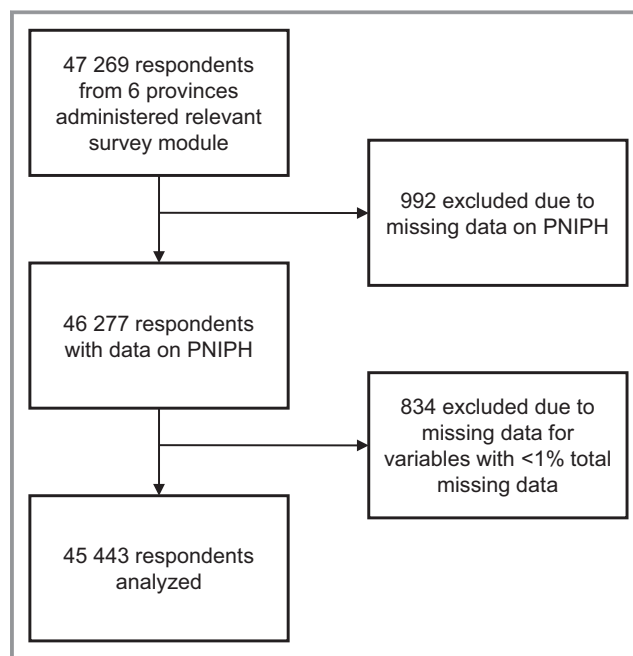 47 269 respondents
from 6 provinces
administered relevant
survey module
992 excluded due to
missing data on PNIPH
46 277 respondents
with data on PNIPH
834 excluded due to
missing data for
variables with <1% total
missing data
45 443 respondents
analyzed